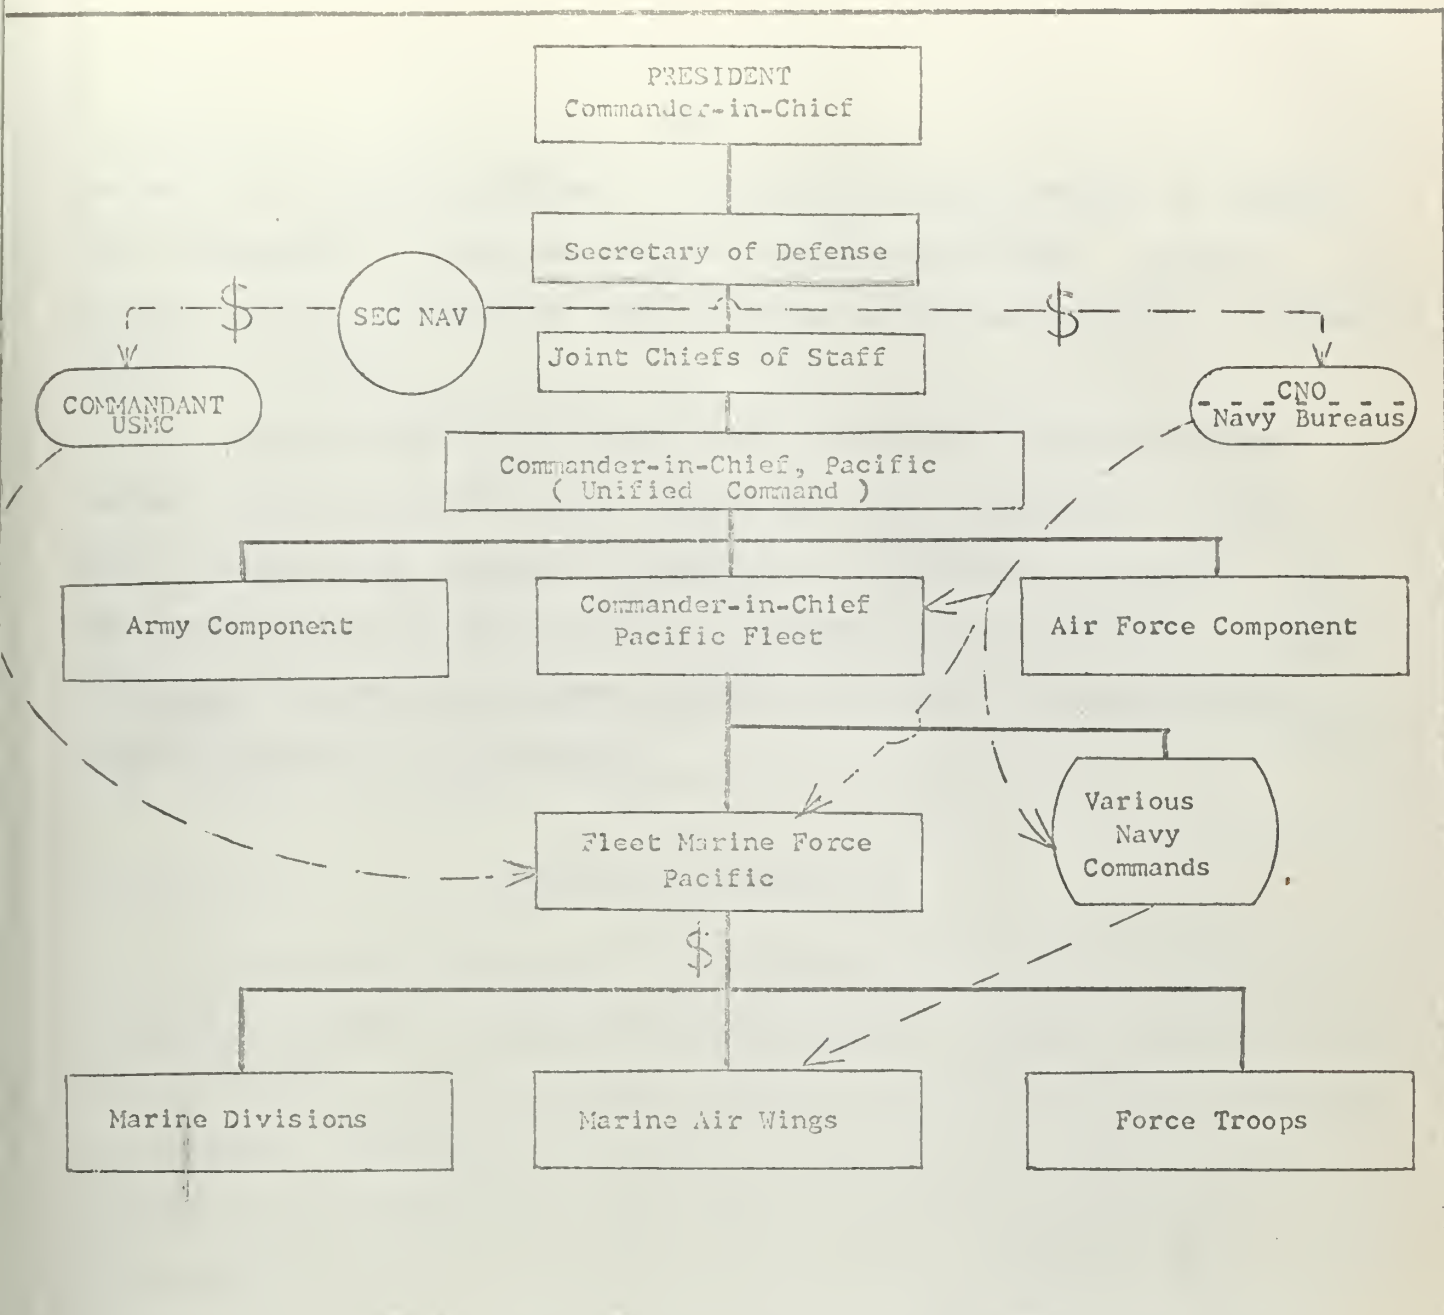 PRESIDENT
Commander-in-Chief
Secretary of Defense
$
SEC NAV
$
Joint Chiefs of Staff
COMMANDANT
USMC
CNO
Navy Bureaus
Commander-in-Chief, Pacific
( Unified Command )
Army Component
Commander-in-Chief
Pacific Fleet
Air Force Component
Various
Navy
Commands
Fleet Marine Force
Pacific
$
Marine Divisions
Marine Air Wings
Force Troops